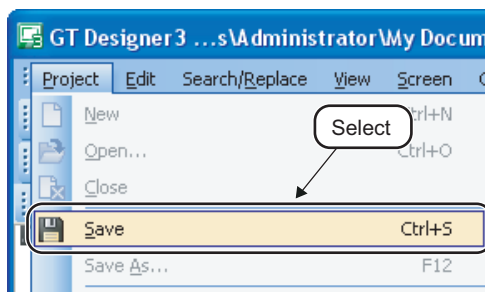 GT Designer3 ...s\Administrator\My Docum
Project Edit Search/Replace View Screen
New Ctrl+N
Select
Open... Ctrl+O
Close
Save Ctrl+S
Save As... F12